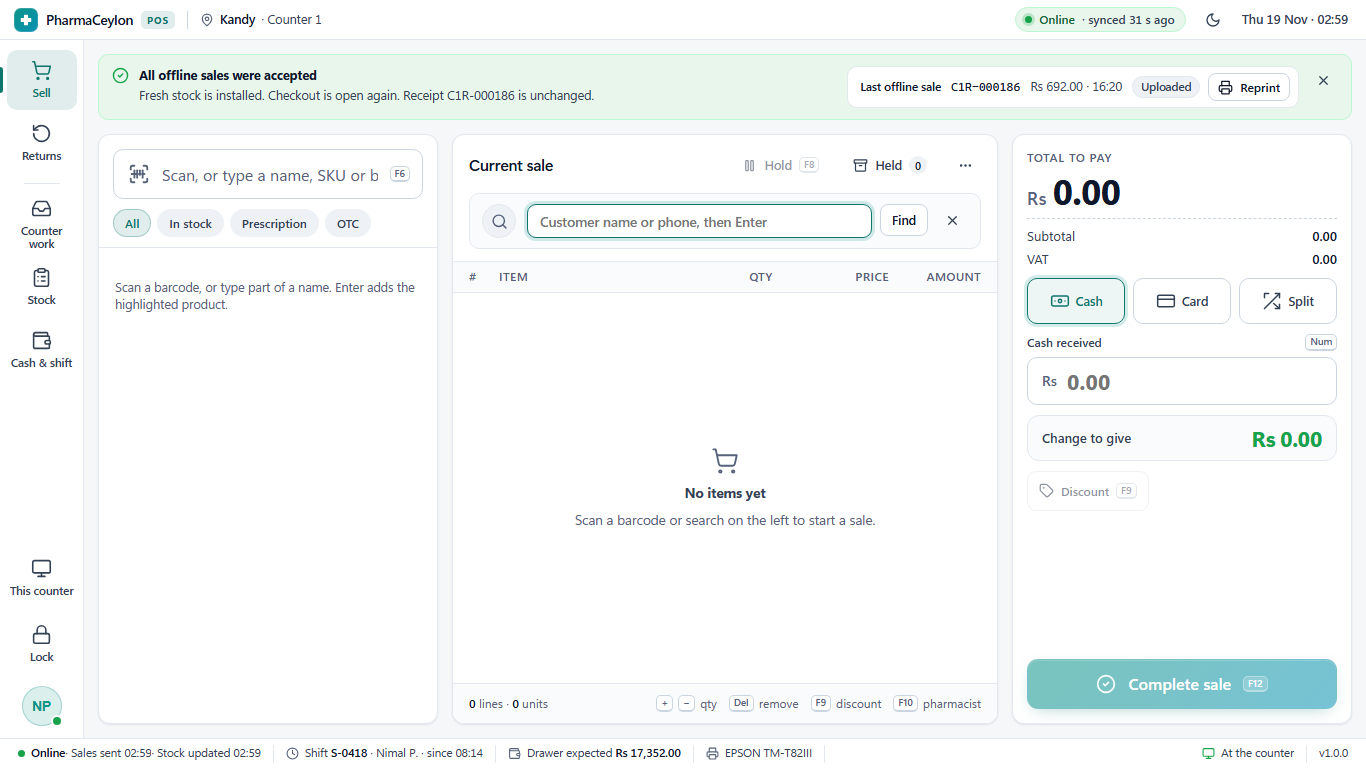 PharmaCeylon POS
Kandy · Counter 1
Online · synced 31 s ago
Thu 19 Nov · 02:59
Sell
Returns
Counter work
Stock
Cash & shift
This counter
Lock
NP
All offline sales were accepted
Fresh stock is installed. Checkout is open again. Receipt C1R-000186 is unchanged.
Last offline sale C1R-000186 Rs 692.00 · 16:20 Uploaded Reprint
Scan, or type a name, SKU or b F6
All In stock Prescription OTC
Scan a barcode, or type part of a name. Enter adds the
highlighted product.
Current sale
Hold F8 Held 0
Customer name or phone, then Enter Find
# ITEM QTY PRICE AMOUNT
No items yet
Scan a barcode or search on the left to start a sale.
0 lines · 0 units
+ − qty Del remove F9 discount F10 pharmacist
TOTAL TO PAY
Rs 0.00
Subtotal 0.00
VAT 0.00
Cash Card Split
Cash received Num
Rs 0.00
Change to give Rs 0.00
Discount F9
Complete sale F12
Online· Sales sent 02:59· Stock updated 02:59 Shift S-0418 · Nimal P. · since 08:14 Drawer expected Rs 17,352.00 EPSON TM-T82III At the counter v1.0.0